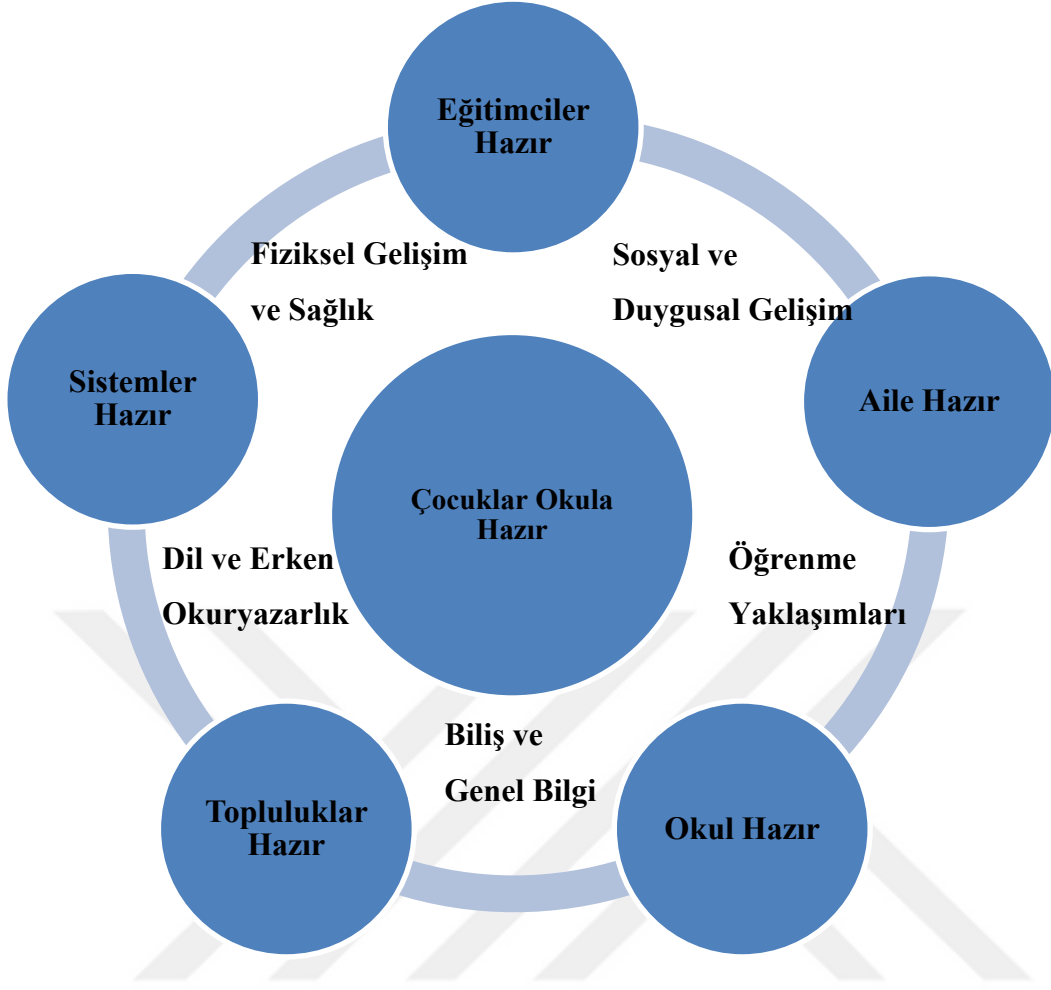 Eğitimciler
Hazır
Fiziksel Gelişim
ve Sağlık
Sosyal ve
Duygusal Gelişim
Sistemler
Hazır
Aile Hazır
Çocuklar Okula
Hazır
Dil ve Erken
Okuryazarlık
Öğrenme
Yaklaşımları
Biliş ve
Genel Bilgi
Topluluklar
Hazır
Okul Hazır